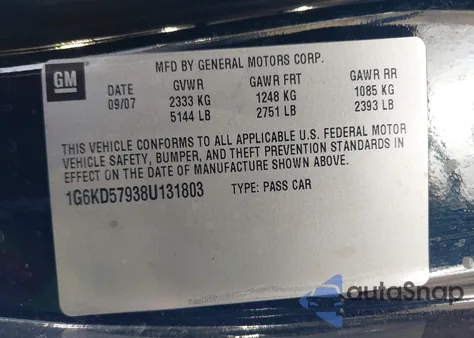 GM
MFD BY GENERAL MOTORS CORP.
DATE GVWR GAWR FRT GAWR RR
09/07 2333 KG 1248 KG 1085 KG
5144 LB 2751 LB 2393 LB
THIS VEHICLE CONFORMS TO ALL APPLICABLE U.S. FEDERAL MOTOR
VEHICLE SAFETY, BUMPER, AND THEFT PREVENTION STANDARDS IN
EFFECT ON THE DATE OF MANUFACTURE SHOWN ABOVE.
1G6KD57938U131803 TYPE: PASS CAR
autoSnap